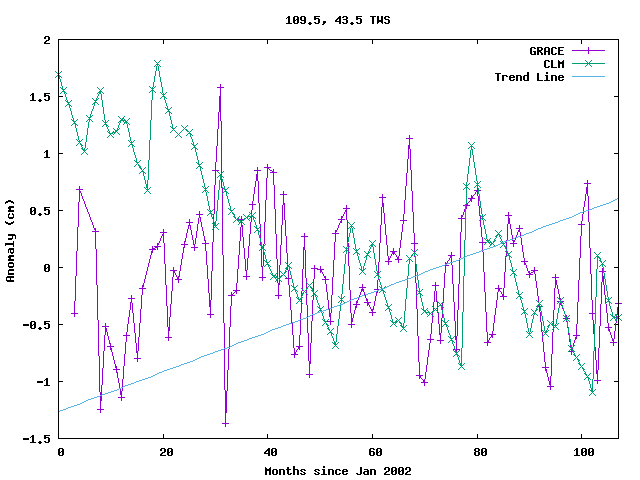 109.5, 43.5 TWS
GRACE
CLM
Trend Line
2
1.5
1
0.5
0
-0.5
-1
-1.5
Anomaly (cm)
0 20 40 60 80 100
Months since Jan 2002